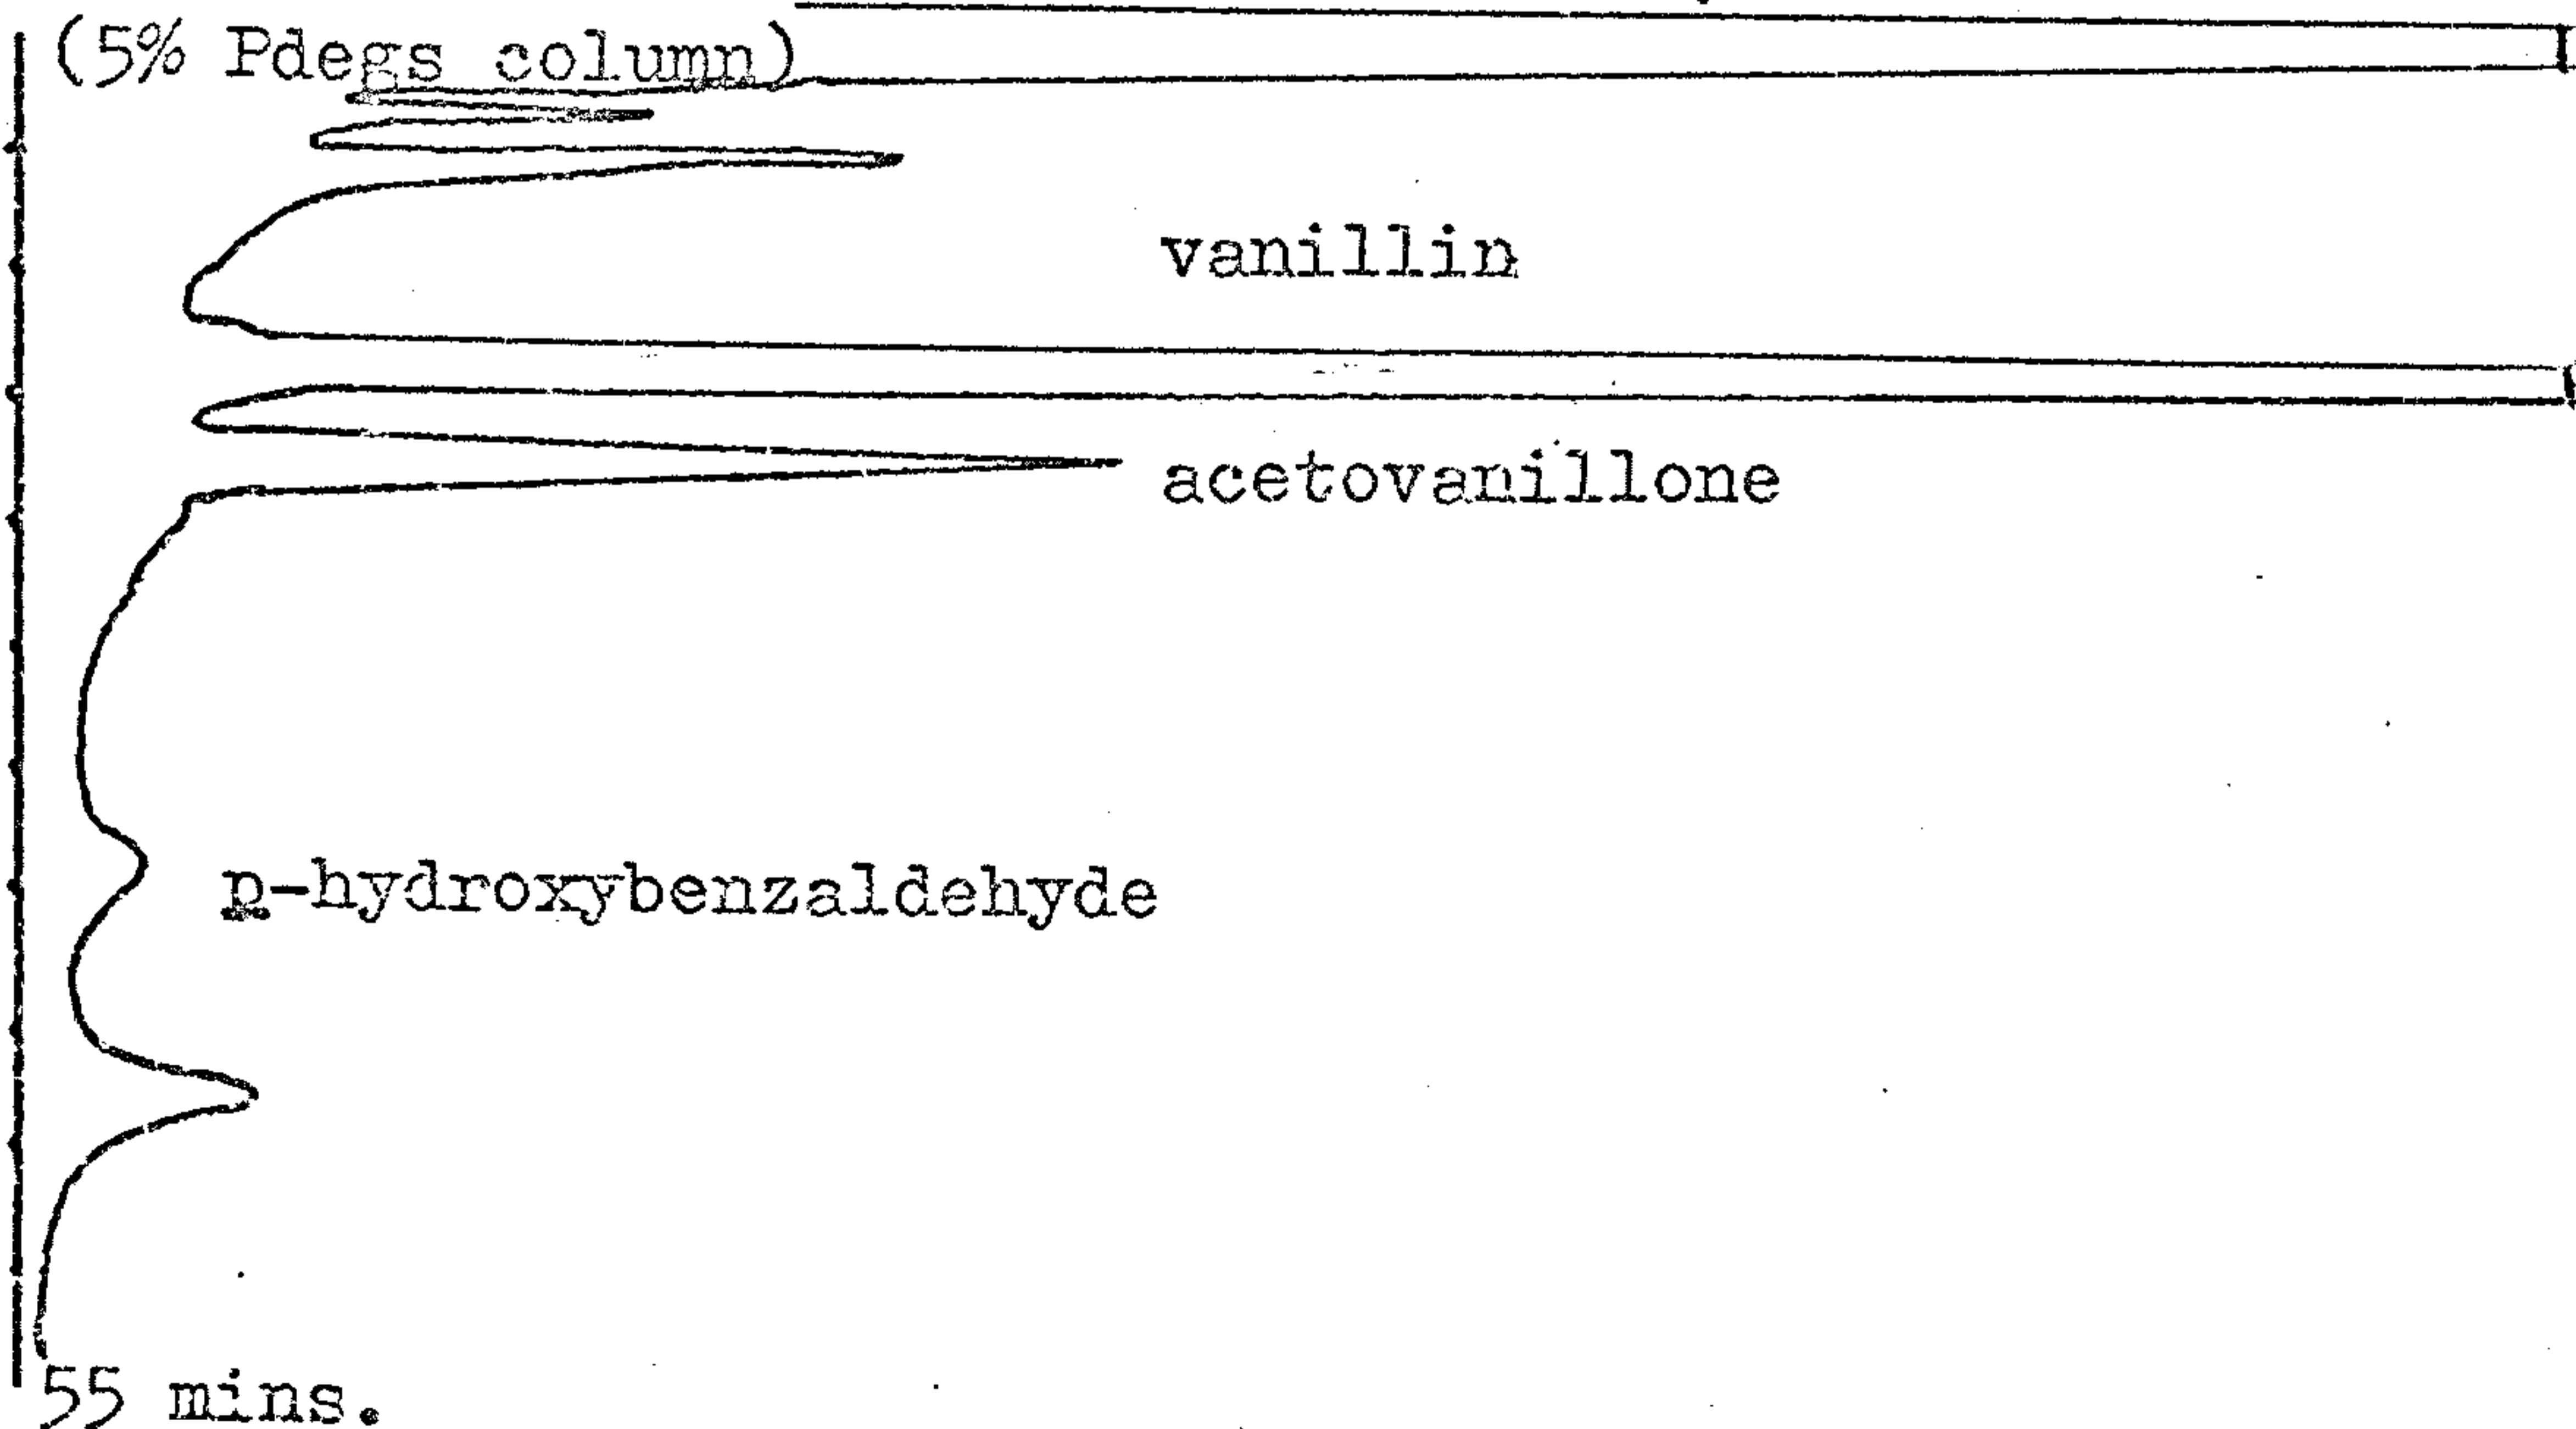 (5% Pdegs column)
vanillin
acetovanillone
p-hydroxybenzaldehyde
55 mins.